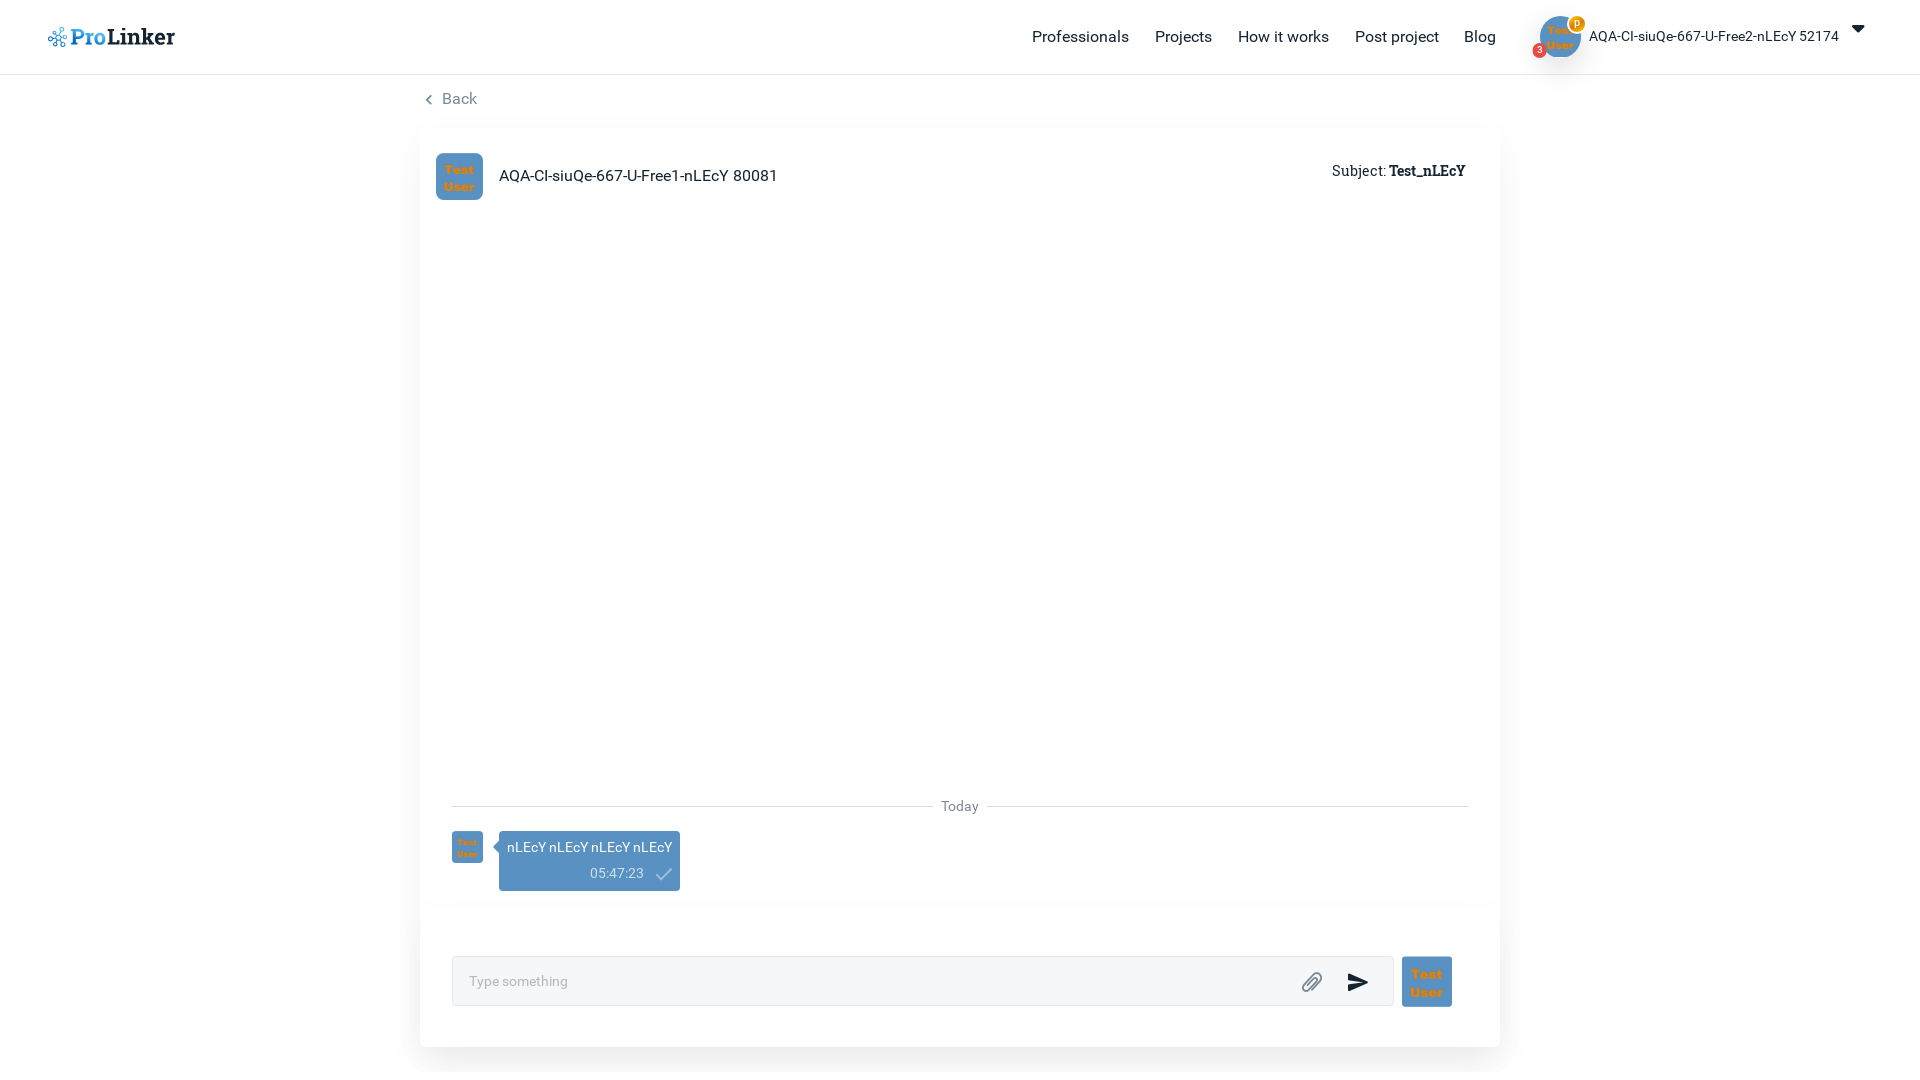 ProLinker
Professionals
Projects
How it works
Post project
Blog
Test
User
p
3
AQA-CI-siuQe-667-U-Free2-nLEcY 52174
Back
Test
User
AQA-CI-siuQe-667-U-Free1-nLEcY 80081
Subject: Test_nLEcY
Today
Test
User
nLEcY nLEcY nLEcY nLEcY
05:47:23
Type something
Test
User